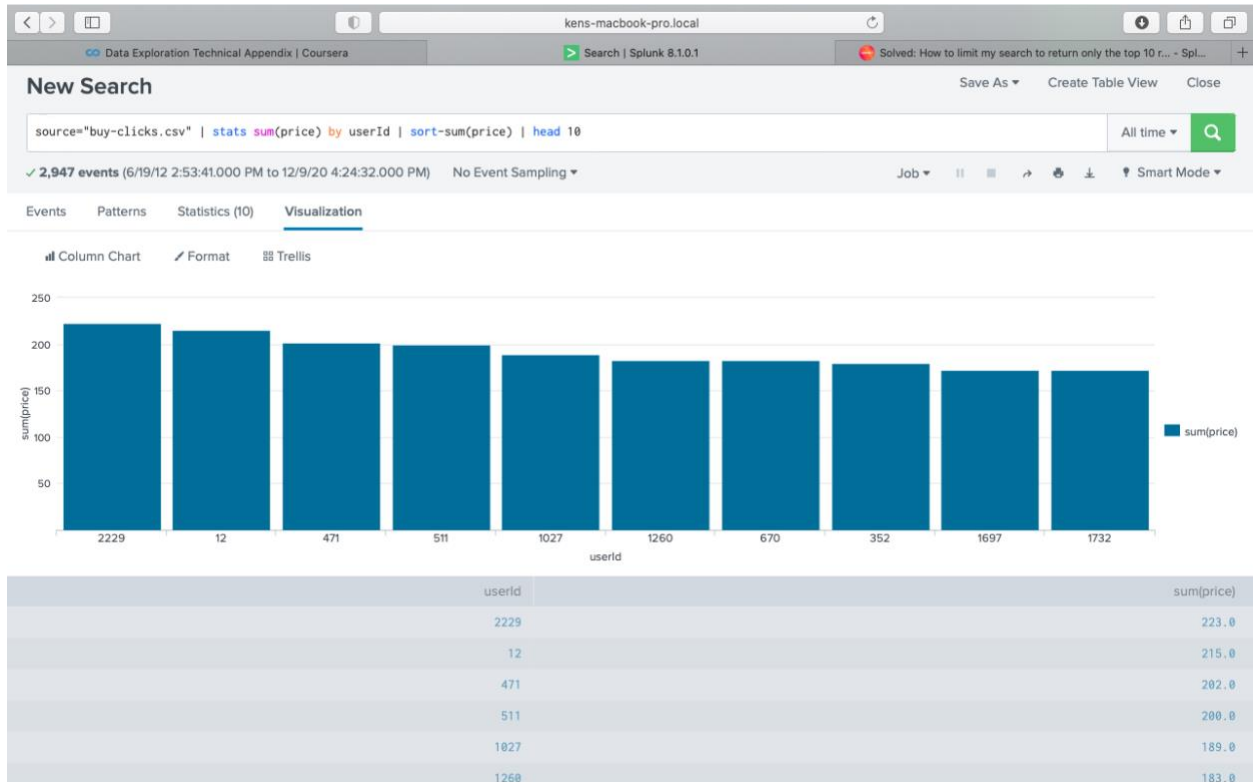 kens-macbook-pro.local
Data Exploration Technical Appendix | Coursera
Search | Splunk 8.1.0.1
Solved: How to limit my search to return only the top 10 r... - Spl...
New Search
Save As
Create Table View
Close
source="buy-clicks.csv" | stats sum(price) by userId | sort-sum(price) | head 10
All time
2,947 events (6/19/12 2:53:41.000 PM to 12/9/20 4:24:32.000 PM)
No Event Sampling
Job
Smart Mode
Events
Patterns
Statistics (10)
Visualization
Column Chart
Format
Trellis
250
200
150
100
50
sum(price)
2229 12 471 511 1027 1260 670 352 1697 1732
userId
sum(price)
userId sum(price)
2229 223.0
12 215.0
471 202.0
511 200.0
1027 189.0
1260 183.0